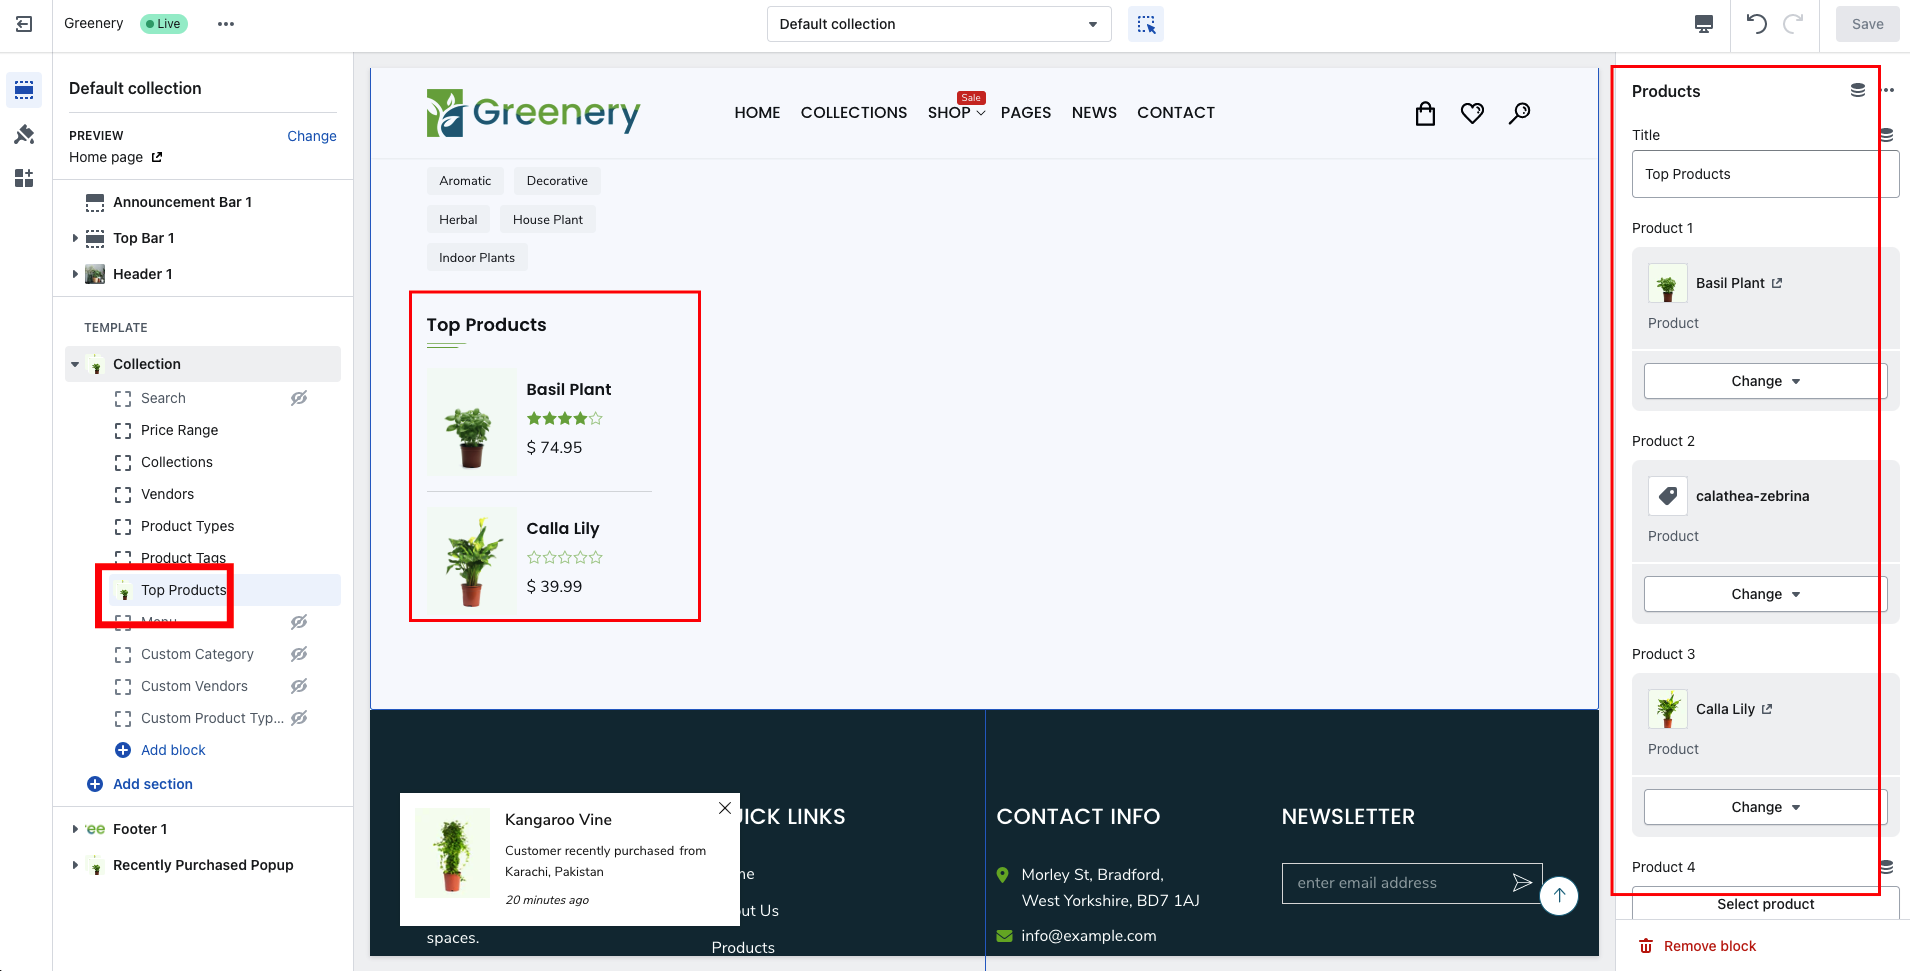 Greenery
Live
Default collection
Save
Default collection
PREVIEW
Change
Home page
Announcement Bar 1
Top Bar 1
Header 1
TEMPLATE
Collection
Search
Price Range
Collections
Vendors
Product Types
Product Tags
Top Products
Menu
Custom Category
Custom Vendors
Custom Product Typ...
Add block
Add section
Footer 1
Recently Purchased Popup
Greenery
HOME
COLLECTIONS
SHOP
Sale
PAGES
NEWS
CONTACT
Aromatic
Decorative
Herbal
House Plant
Indoor Plants
Top Products
Basil Plant
$ 74.95
Calla Lily
$ 39.99
Kangaroo Vine
Customer recently purchased from
Karachi, Pakistan
20 minutes ago
spaces.
ICK LINKS
me
out Us
Products
CONTACT INFO
Morley St, Bradford,
West Yorkshire, BD7 1AJ
info@example.com
NEWSLETTER
enter email address
Products
Title
Top Products
Product 1
Basil Plant
Product
Change
Product 2
calathea-zebrina
Product
Change
Product 3
Calla Lily
Product
Change
Product 4
Select product
Remove block